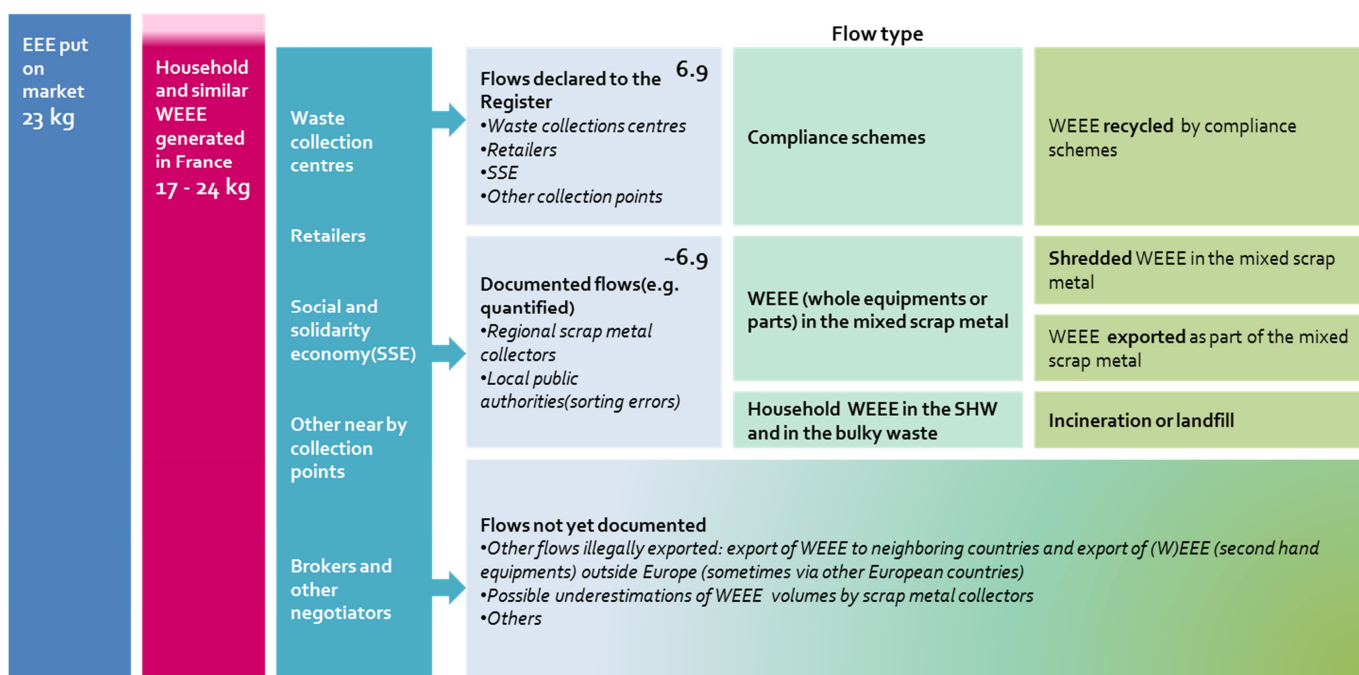 EEE put
on
market
23 kg
Household
and similar
WEEE
generated
in France
17 - 24 kg
Waste
collection
centres
Retailers
Social and
solidarity
economy(SSE)
Other near by
collection
points
Brokers and
other
negotiators
Flow type
Flows declared to the
Register
6.9
•Waste collections centres
•Retailers
•SSE
•Other collection points
Compliance schemes
WEEE recycled by compliance
schemes
~6.9
Documented flows(e.g.
quantified)
•Regional scrap metal
collectors
•Local public
authorities(sorting errors)
WEEE (whole equipments or
parts) in the mixed scrap metal
Shredded WEEE in the mixed scrap
metal
WEEE exported as part of the mixed
scrap metal
Household WEEE in the SHW
and in the bulky waste
Incineration or landfill
Flows not yet documented
•Other flows illegally exported: export of WEEE to neighboring countries and export of (W)EEE (second hand
equipments) outside Europe (sometimes via other European countries)
•Possible underestimations of WEEE volumes by scrap metal collectors
•Others